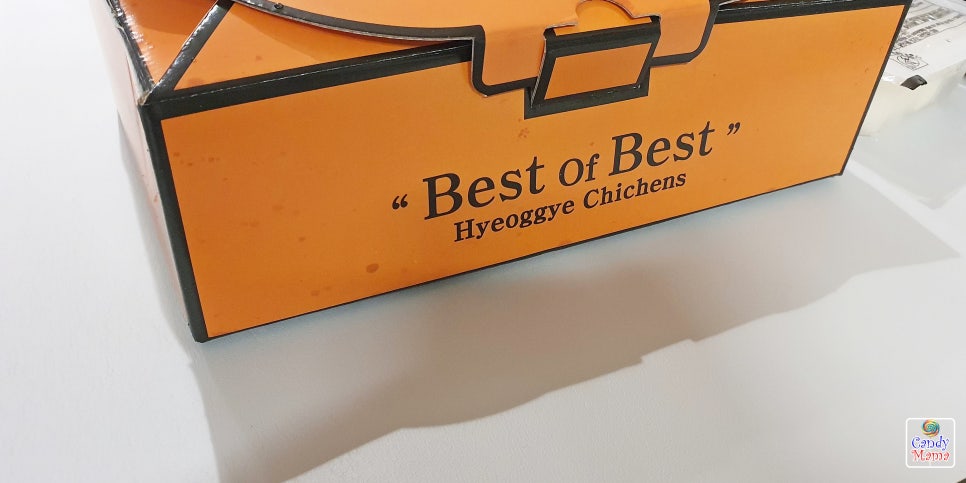 “ Best of Best ”
Hyeoggye Chichens
Candy
Mama